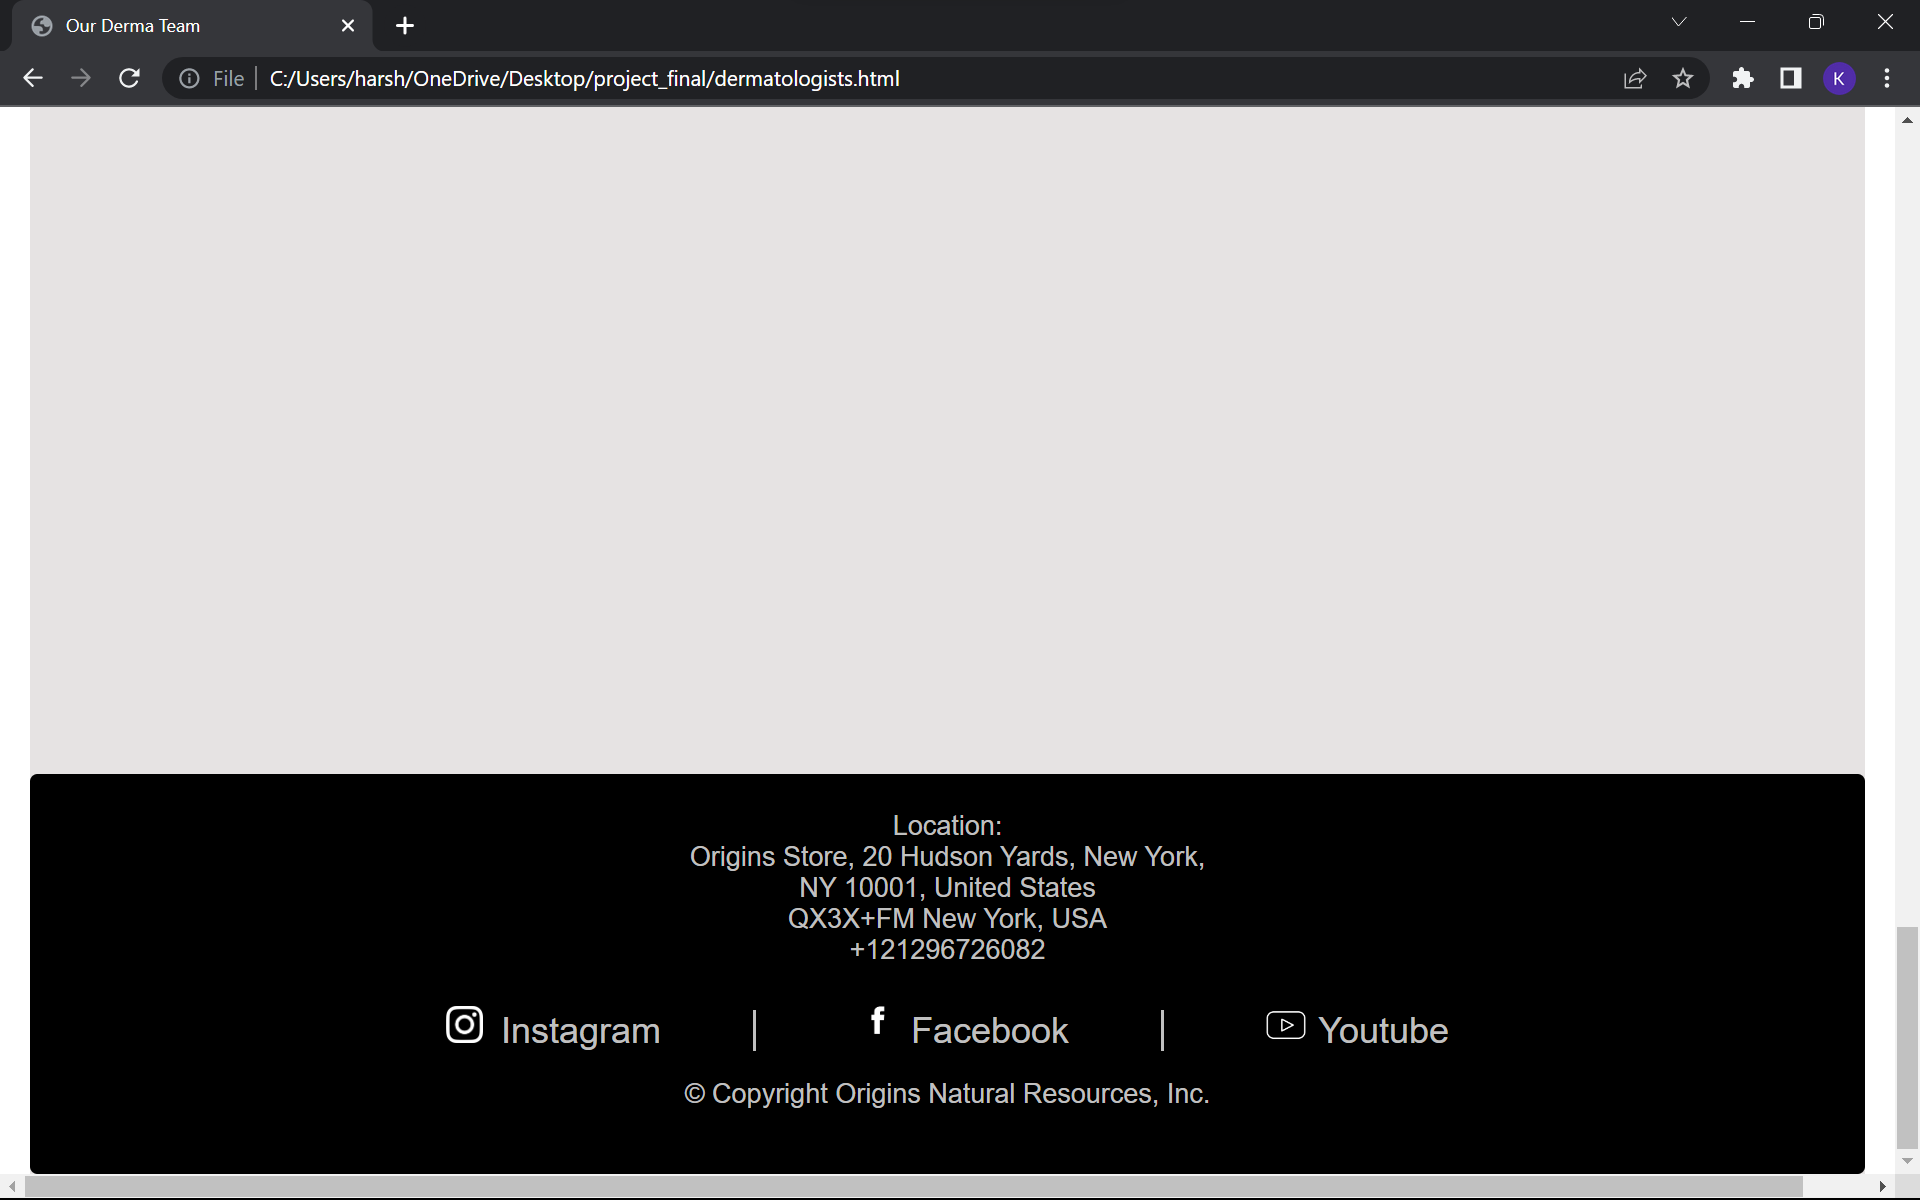 Our Derma Team
File C:/Users/harsh/OneDrive/Desktop/project_final/dermatologists.html
K
Location:
Origins Store, 20 Hudson Yards, New York,
NY 10001, United States
QX3X+FM New York, USA
+121296726082
Instagram | Facebook | Youtube
© Copyright Origins Natural Resources, Inc.